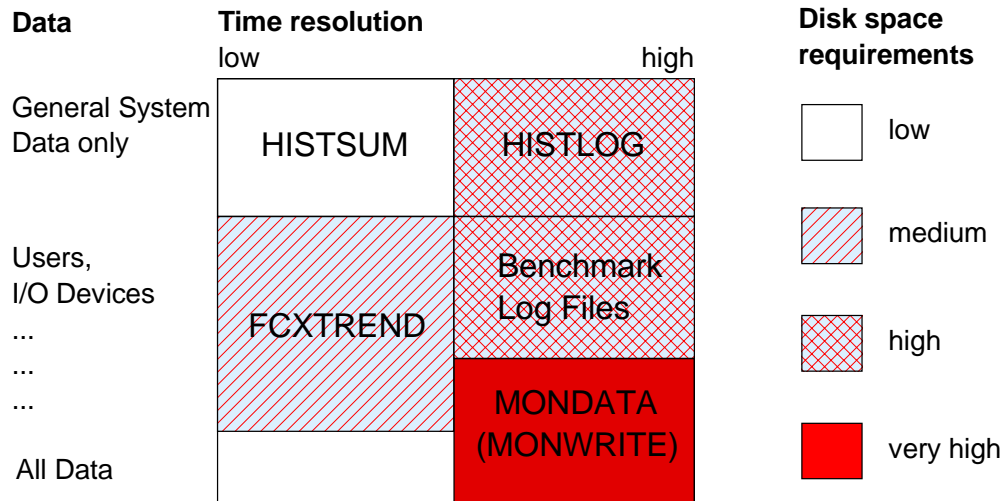 Data
Time resolution
Disk space
requirements
low
high
General System
Data only
HISTSUM
HISTLOG
low
medium
Users,
I/O Devices
...
...
...
FCXTREND
Benchmark
Log Files
high
MONDATA
(MONWRITE)
All Data
very high